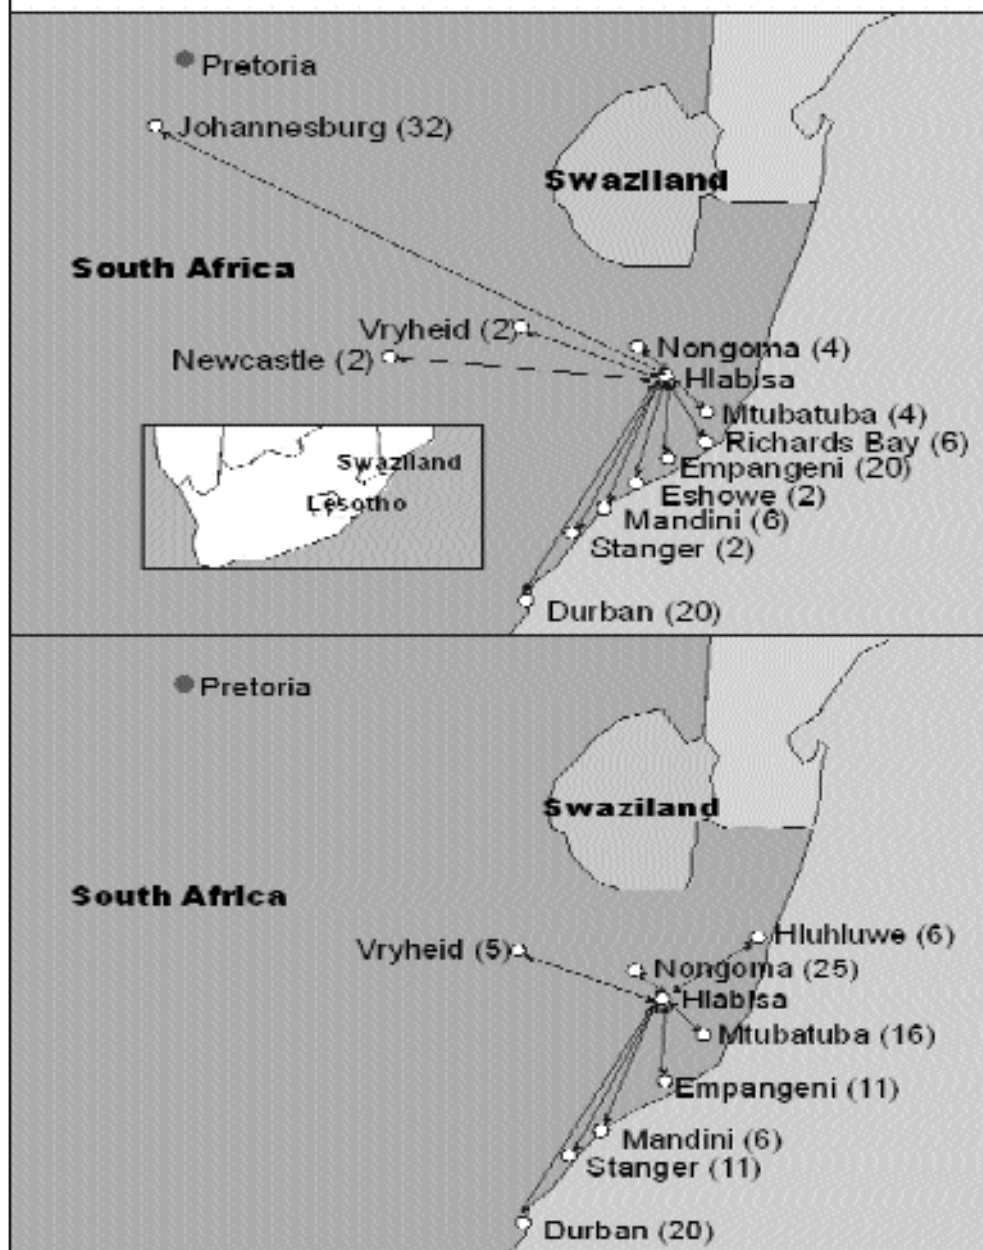 Pretoria
Johannesburg (32)
Swaziland
South Africa
Vryheid (2)
Nongoma (4)
Newcastle (2)
Hlabisa
Mtubatuba (4)
Richards Bay (6)
Swaziland
Empangeni (20)
Eshowe (2)
Lesotho
Mandini (6)
Stanger (2)
Durban (20)
Pretoria
Swaziland
South Africa
Hluhluwe (6)
Vryheid (5)
Nongoma (25)
Hlabisa
Mtubatuba (16)
Empangeni (11)
Mandini (6)
Stanger (11)
Durban (20)